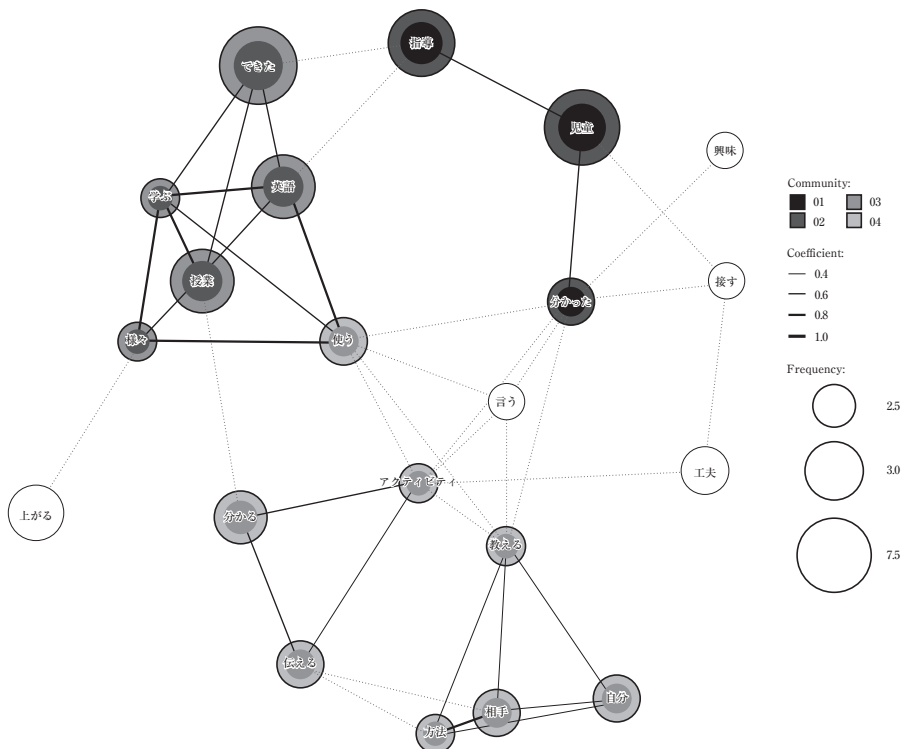 指導
できた
児童
興味
Community:
英語
01
03
学ぶ
02
04
Coefficient:
0.4
授業
接す
0.6
分かった
0.8
1.0
様々
使う
Frequency:
言う
2.5
3.0
工夫
アクティビティ
上がる
分かる
教える
7.5
伝える
自分
相手
方法